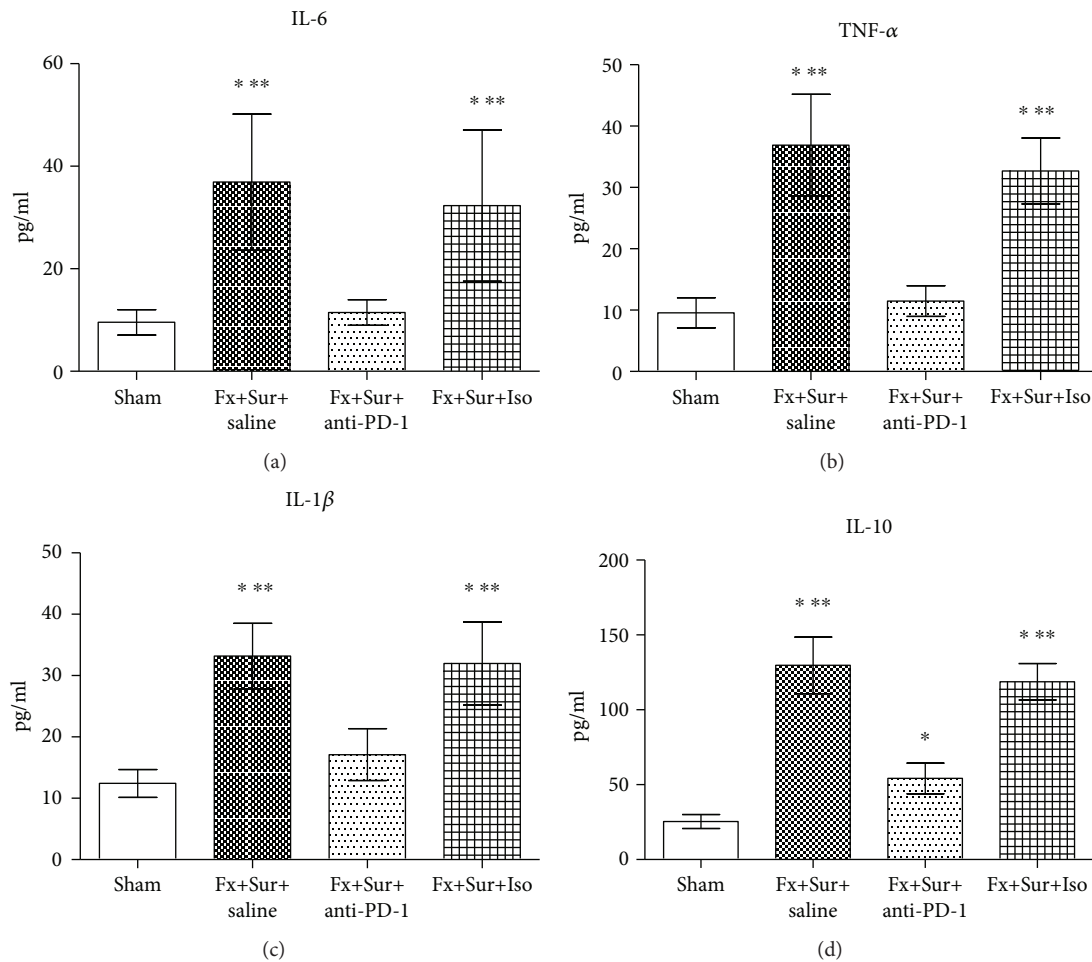 IL-6
60
40
20
0
pg/ml
* **
* **
Sham
Fx+Sur+
saline
Fx+Sur+
anti-PD-1
Fx+Sur+Iso
(a)
TNF-α
50
40
30
20
10
0
pg/ml
* **
* **
Sham
Fx+Sur+
saline
Fx+Sur+
anti-PD-1
Fx+Sur+Iso
(b)
IL-1β
50
40
30
20
10
0
pg/ml
* **
* **
Sham
Fx+Sur+
saline
Fx+Sur+
anti-PD-1
Fx+Sur+Iso
(c)
IL-10
200
150
100
50
0
pg/ml
* **
*
* **
Sham
Fx+Sur+
saline
Fx+Sur+
anti-PD-1
Fx+Sur+Iso
(d)